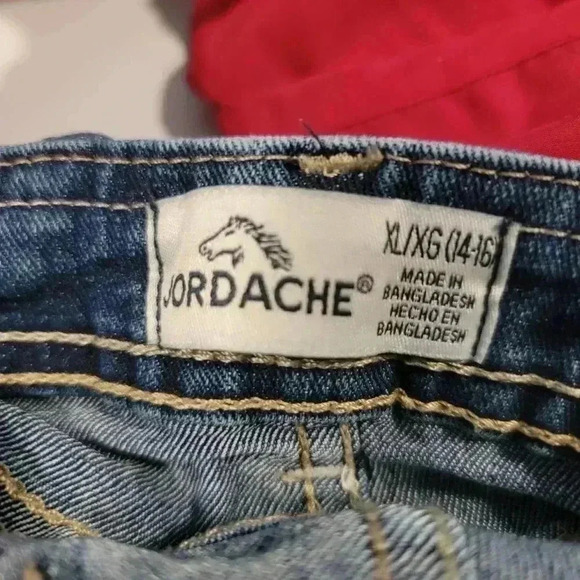 JORDACHE®
XL/XG (14-16)
MADE IN
BANGLADESH
HECHO EN
BANGLADESH